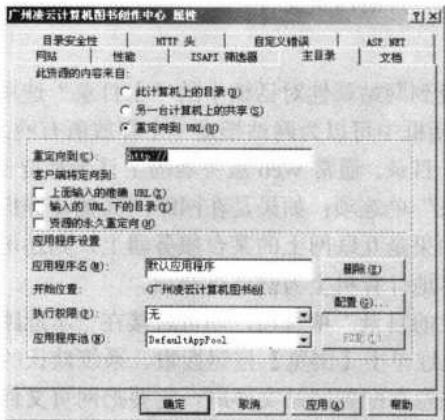 广州凌云计算机图书创作中心 属性
目录安全性 HTTP 头 自定义错误 ASP.NET
网站 性能 ISAPI 筛选器 主目录 文档
此资源的内容来自:
此计算机上的目录(D)
另一台计算机上的共享(S)
重定向到 URL(U)
重定向到(C): http://
客户端将定向到:
上面输入的准确 URL(X)
输入的 URL 下的目录(Y)
资源的永久重定向(M)
应用程序设置
应用程序名(M): 默认应用程序 删除(E)
开始位置: <广州凌云计算机图书创
配置(G)...
执行权限(P): 无
应用程序池(N): DefaultAppPool
确定 取消 应用(A) 帮助